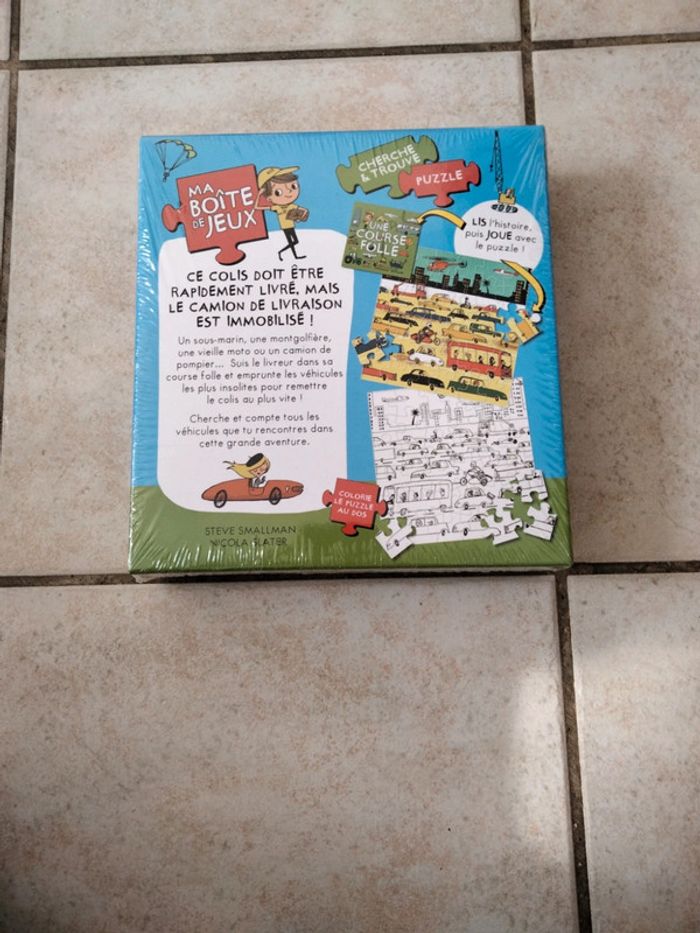 MA
BOÎTE
DE JEUX
CHERCHE
& TROUVE
PUZZLE
LIS l'histoire,
puis JOUE avec
le puzzle !
UNE
COURSE
FOLLE
CE COLIS DOIT ÊTRE
RAPIDEMENT LIVRÉ, MAIS
LE CAMION DE LIVRAISON
EST IMMOBILISÉ !
Un sous-marin, une montgolfière,
une vieille moto ou un camion de
pompier... Suis le livreur dans sa
course folle et emprunte les véhicules
les plus insolites pour remettre
le colis au plus vite !
Cherche et compte tous les
véhicules que tu rencontres dans
cette grande aventure.
COLORIE
LE PUZZLE
AU DOS
STEVE SMALLMAN
NICOLA SLATER